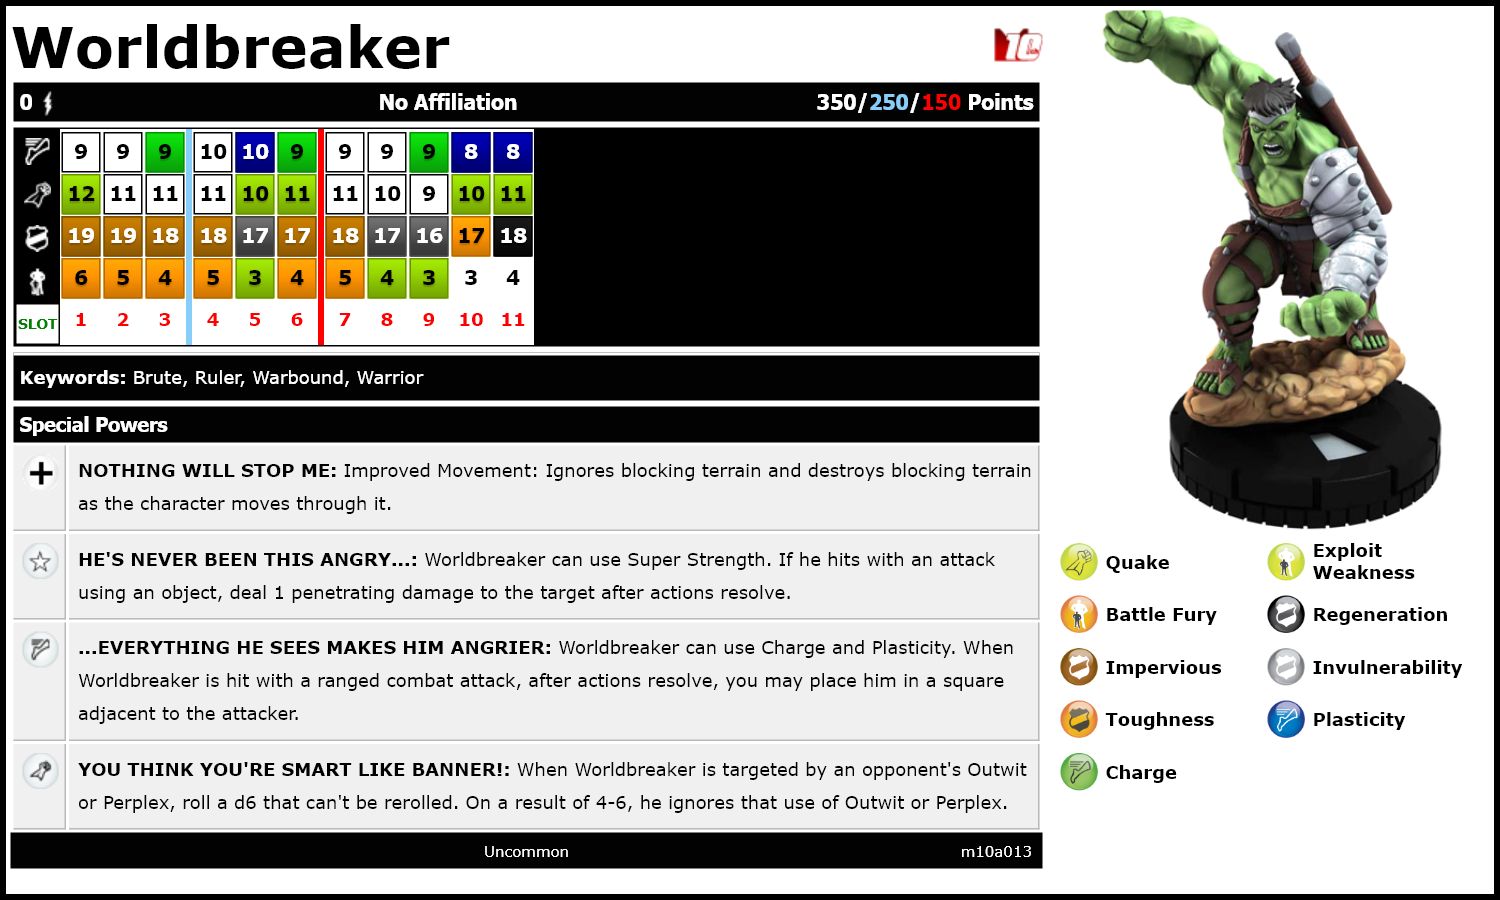 Worldbreaker
10
0 No Affiliation 350/250/150 Points
9 9 9 10 10 9 9 9 9 8 8
12 11 11 11 10 11 11 10 9 10 11
19 19 18 18 17 17 18 17 16 17 18
6 5 4 5 3 4 5 4 3 3 4
SLOT 1 2 3 4 5 6 7 8 9 10 11
Keywords: Brute, Ruler, Warbound, Warrior
Special Powers
NOTHING WILL STOP ME: Improved Movement: Ignores blocking terrain and destroys blocking terrain
as the character moves through it.
HE'S NEVER BEEN THIS ANGRY...: Worldbreaker can use Super Strength. If he hits with an attack
using an object, deal 1 penetrating damage to the target after actions resolve.
...EVERYTHING HE SEES MAKES HIM ANGRIER: Worldbreaker can use Charge and Plasticity. When
Worldbreaker is hit with a ranged combat attack, after actions resolve, you may place him in a square
adjacent to the attacker.
YOU THINK YOU'RE SMART LIKE BANNER!: When Worldbreaker is targeted by an opponent's Outwit
or Perplex, roll a d6 that can't be rerolled. On a result of 4-6, he ignores that use of Outwit or Perplex.
Uncommon m10a013
Quake
Exploit
Weakness
Battle Fury
Regeneration
Impervious
Invulnerability
Toughness
Plasticity
Charge